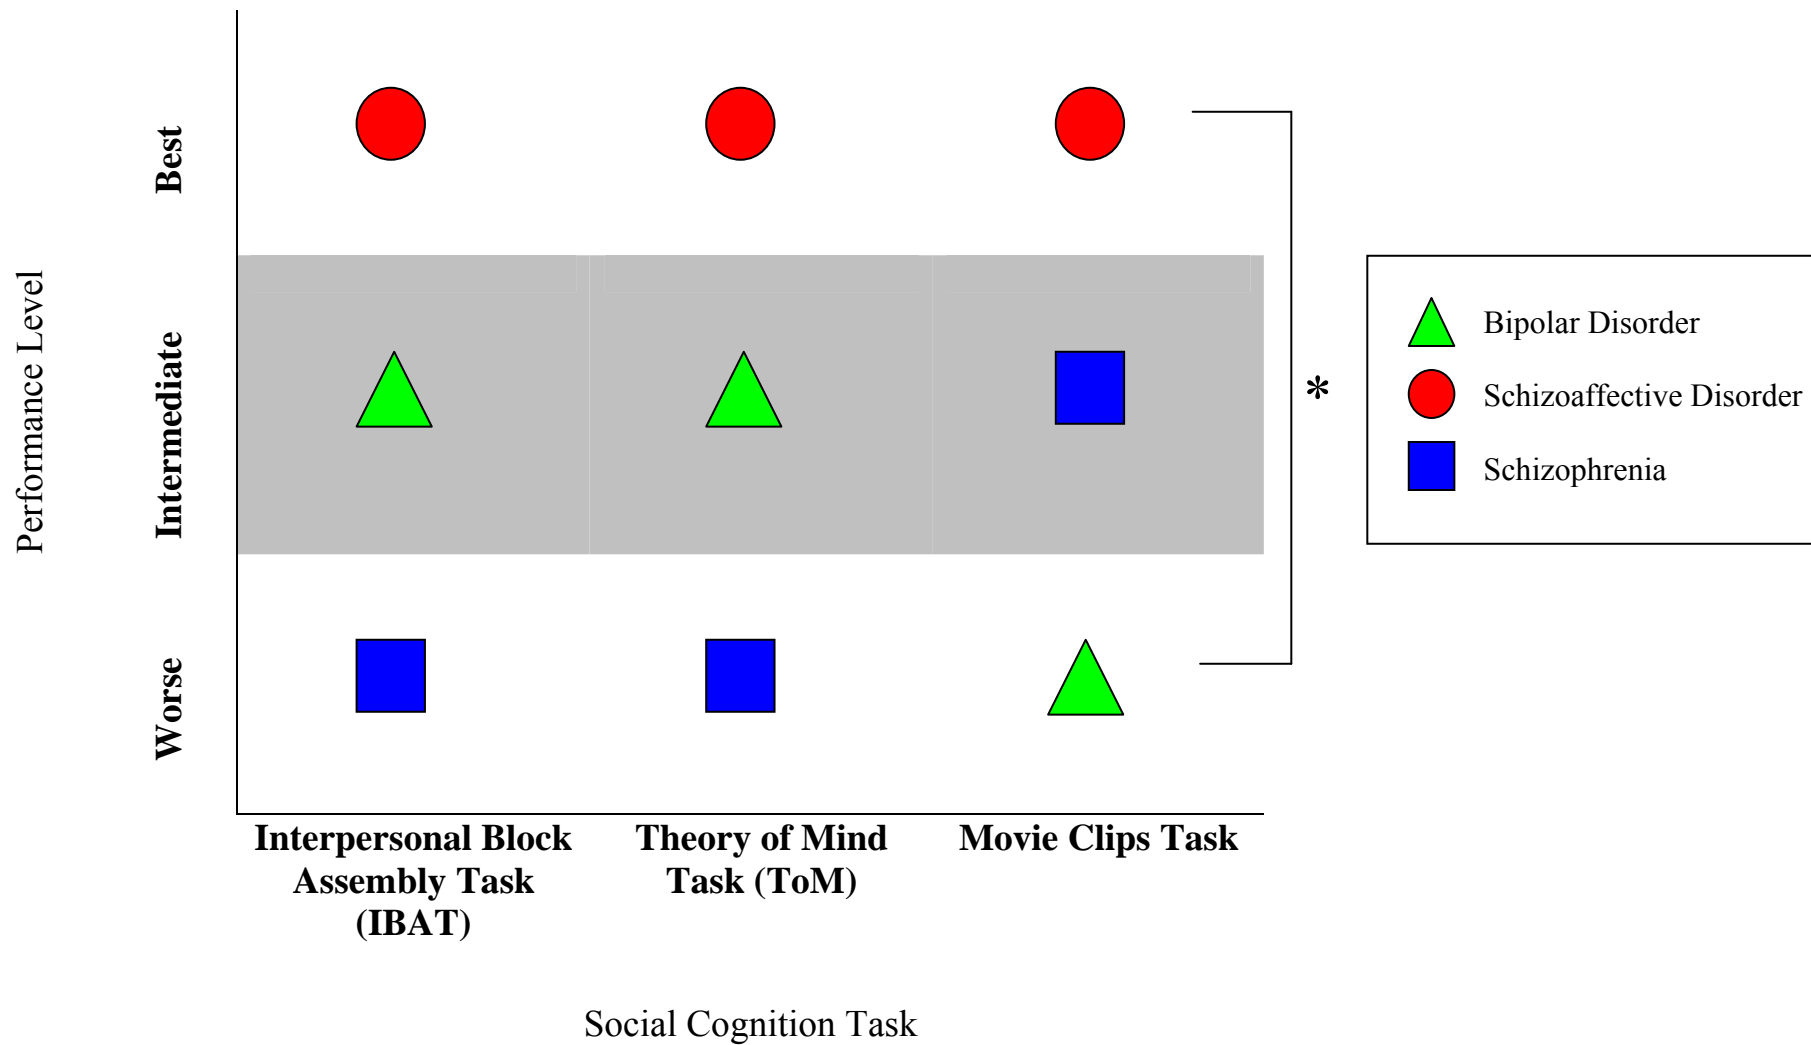 Performance Level
Best
Intermediate
Worse
*
Bipolar Disorder
Schizoaffective Disorder
Schizophrenia
Interpersonal Block
Assembly Task
(IBAT)
Theory of Mind
Task (ToM)
Movie Clips Task
Social Cognition Task